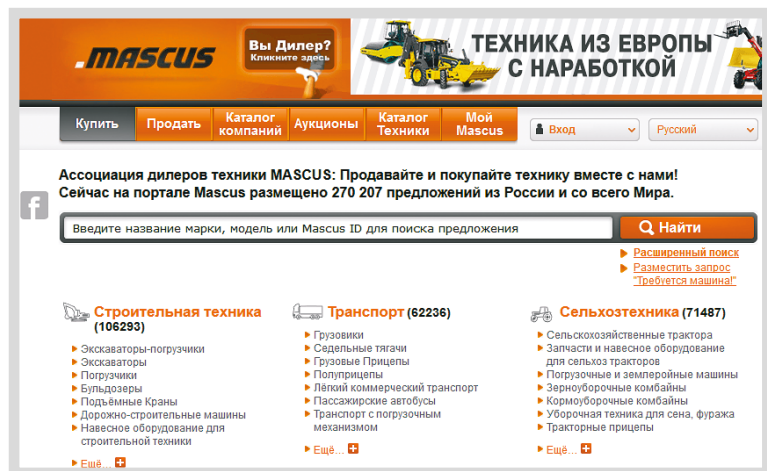 .MASCUS
Вы Дилер?
Кликните здесь
ТЕХНИКА ИЗ ЕВРОПЫ
С НАРАБОТКОЙ
Купить
Продать
Каталог
компаний
Аукционы
Каталог
Техники
Мой
Mascus
Вход
Русский
Ассоциация дилеров техники MASCUS: Продавайте и покупайте технику вместе с нами!
Сейчас на портале Mascus размещено 270 207 предложений из России и со всего Мира.
f
Введите название марки, модель или Mascus ID для поиска предложения
Найти
Расширенный поиск
Разместить запрос
"Требуется машина!"
Строительная техника
(106293)
Экскаваторы-погрузчики
Экскаваторы
Погрузчики
Бульдозеры
Подъёмные Краны
Дорожно-строительные машины
Навесное оборудование для
строительной техники
Ещё...
Транспорт (62236)
Грузовики
Седельные тягачи
Грузовые Прицепы
Полуприцепы
Лёгкий коммерческий транспорт
Пассажирские автобусы
Транспорт с погрузочным
механизмом
Ещё...
Сельхозтехника (71487)
Сельскохозяйственные трактора
Запчасти и навесное оборудование
для сельхоз тракторов
Погрузочные и землеройные машины
Зерноуборочные комбайны
Кормоуборочные комбайны
Уборочная техника для сена, фуража
Тракторные прицепы
Ещё...